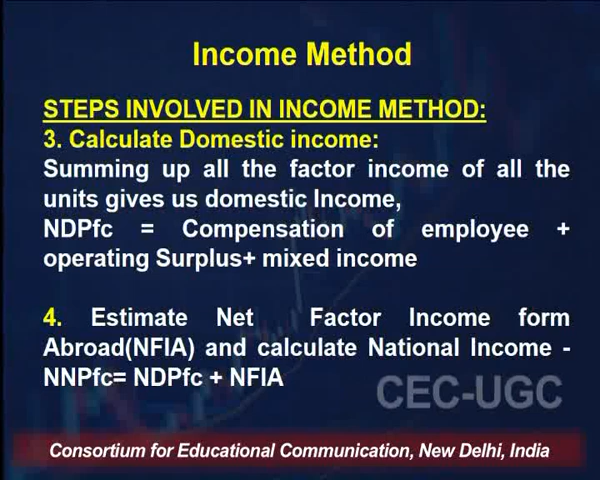 Income Method
STEPS INVOLVED IN INCOME METHOD:
3. Calculate Domestic income:
Summing up all the factor income of all the
units gives us domestic Income,
NDPfc = Compensation of employee +
operating Surplus+ mixed income
4. Estimate Net Factor Income form
Abroad(NFIA) and calculate National Income -
NNPfc= NDPfc + NFIA
CEC-UGC
Consortium for Educational Communication, New Delhi, India